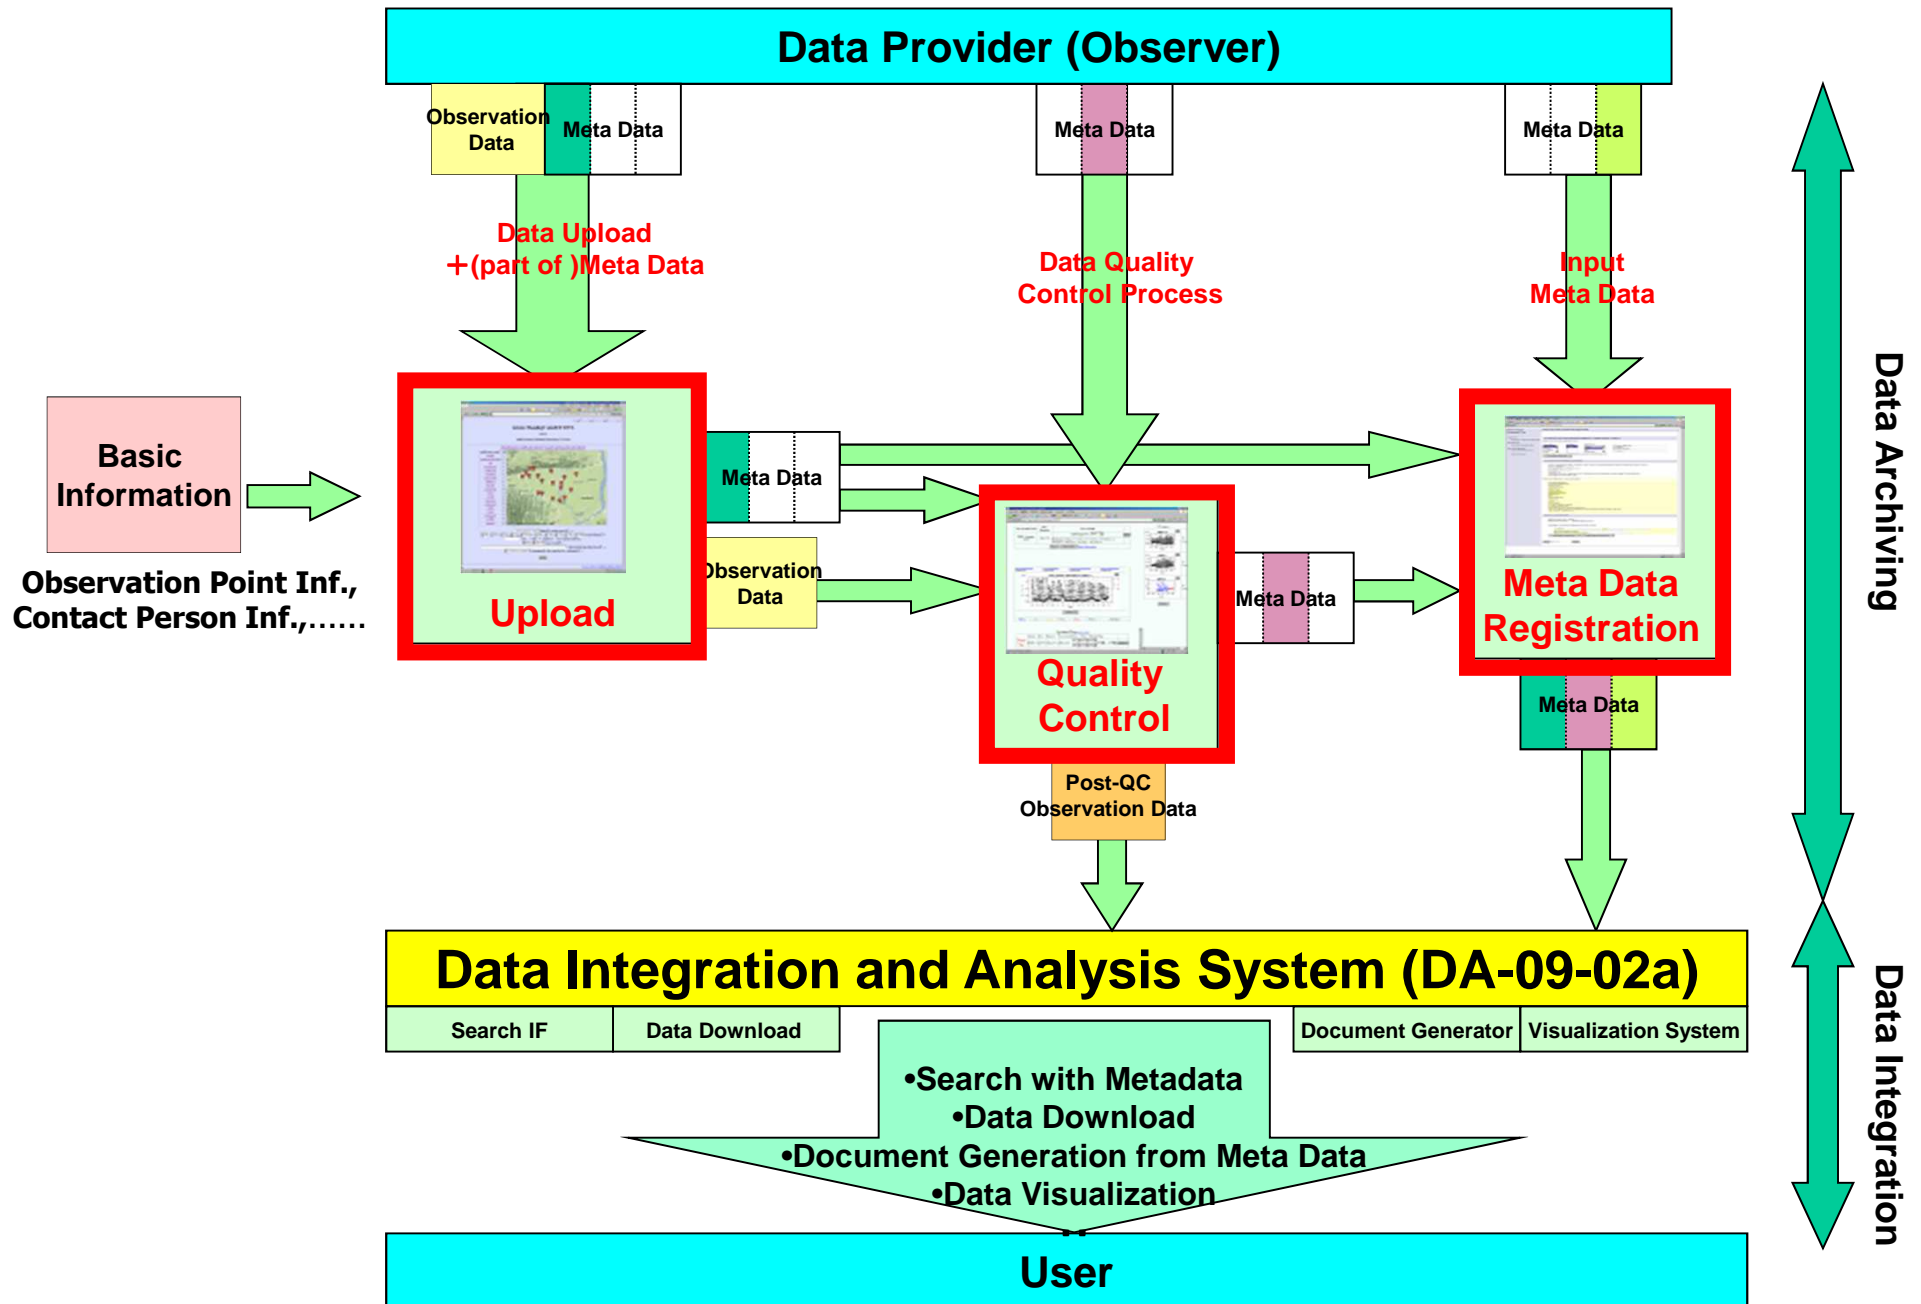 Data Provider (Observer)
Observation
Data
Meta Data
Meta Data
Meta Data
Data Upload
+(part of )Meta Data
Data Quality
Control Process
Input
Meta Data
Basic
Information
Observation Point Inf.,
Contact Person Inf.,……
Upload
Meta Data
Observation
Data
Quality
Control
Meta Data
Meta Data
Registration
Meta Data
Post-QC
Observation Data
Data Archiving
Data Integration and Analysis System (DA-09-02a)
Search IF
Data Download
Document Generator
Visualization System
•Search with Metadata
•Data Download
•Document Generation from Meta Data
•Data Visualization
Data Integration
User